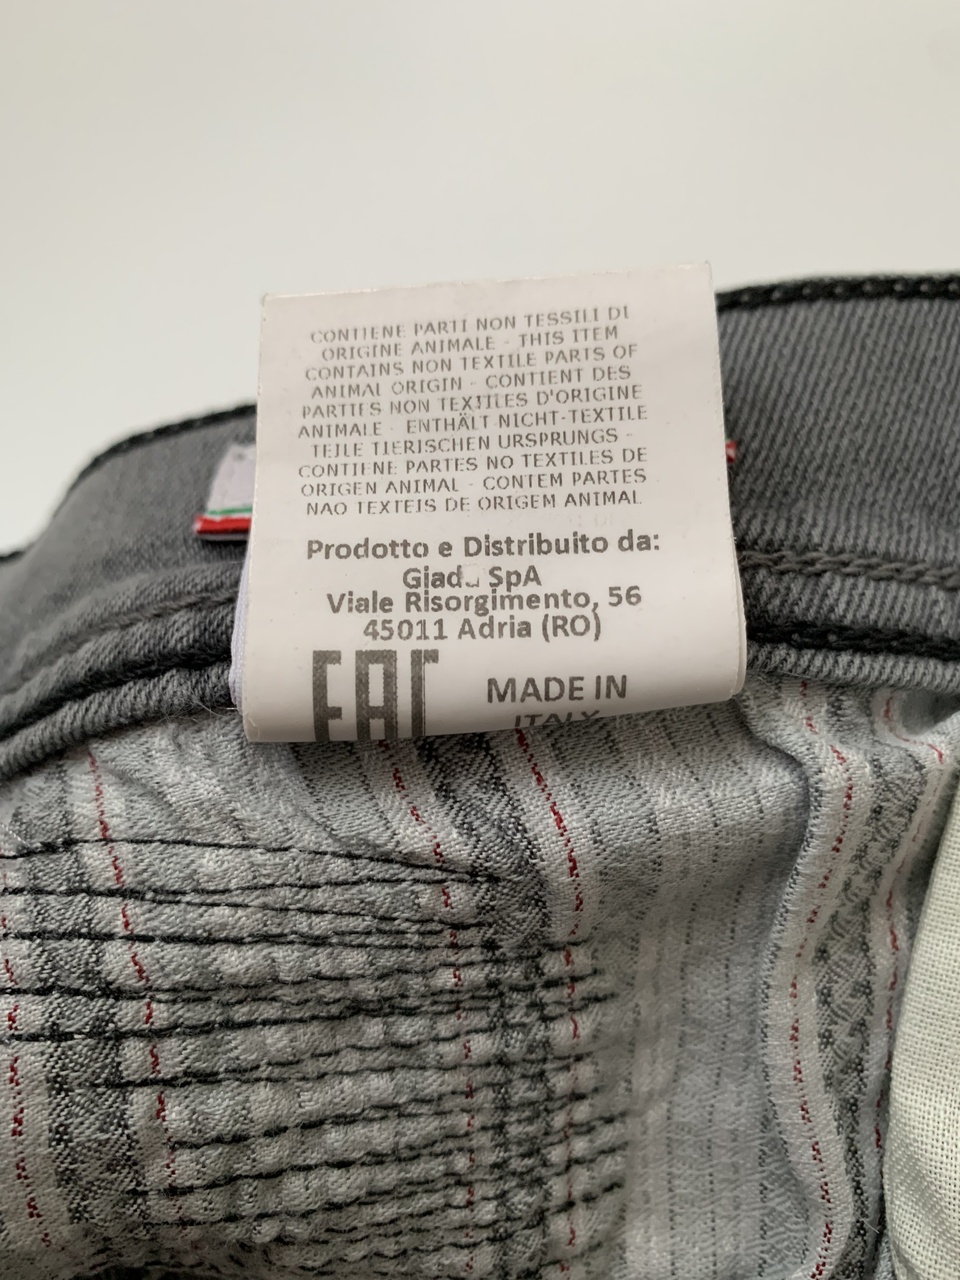 CONTIENE PARTI NON TESSILI DI
ORIGINE ANIMALE - THIS ITEM
CONTAINS NON TEXTILE PARTS OF
ANIMAL ORIGIN - CONTIENT DES
PARTIES NON TEXTILES D'ORIGINE
ANIMALE - ENTHÄLT NICHT-TEXTILE
TEILE TIERISCHEN URSPRUNGS -
CONTIENE PARTES NO TEXTILES DE
ORIGEN ANIMAL - CONTEM PARTES
NAO TEXTEIS DE ORIGEM ANIMAL
Prodotto e Distribuito da:
Giada SpA
Viale Risorgimento, 56
45011 Adria (RO)
EAC
MADE IN
ITALY